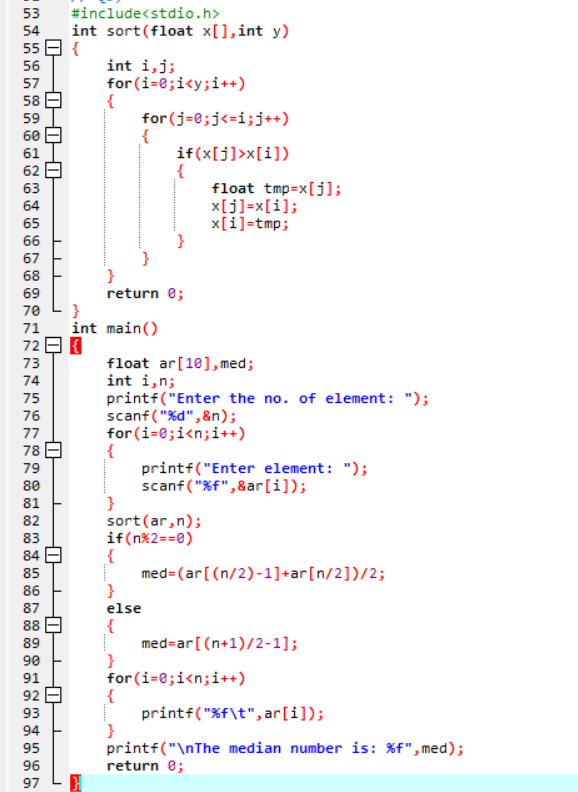 53 #include<stdio.h>
54 int sort(float x[],int y)
55 {
56     int i,j;
57     for(i=0;i<y;i++)
58     {
59         for(j=0;j<=i;j++)
60         {
61             if(x[j]>x[i])
62             {
63                 float tmp=x[j];
64                 x[j]=x[i];
65                 x[i]=tmp;
66             }
67         }
68     }
69     return 0;
70 }
71 int main()
72 {
73     float ar[10],med;
74     int i,n;
75     printf("Enter the no. of element: ");
76     scanf("%d",&n);
77     for(i=0;i<n;i++)
78     {
79         printf("Enter element: ");
80         scanf("%f",&ar[i]);
81     }
82     sort(ar,n);
83     if(n%2==0)
84     {
85         med=(ar[(n/2)-1]+ar[n/2])/2;
86     }
87     else
88     {
89         med=ar[(n+1)/2-1];
90     }
91     for(i=0;i<n;i++)
92     {
93         printf("%f\t",ar[i]);
94     }
95     printf("\nThe median number is: %f",med);
96     return 0;
97 }